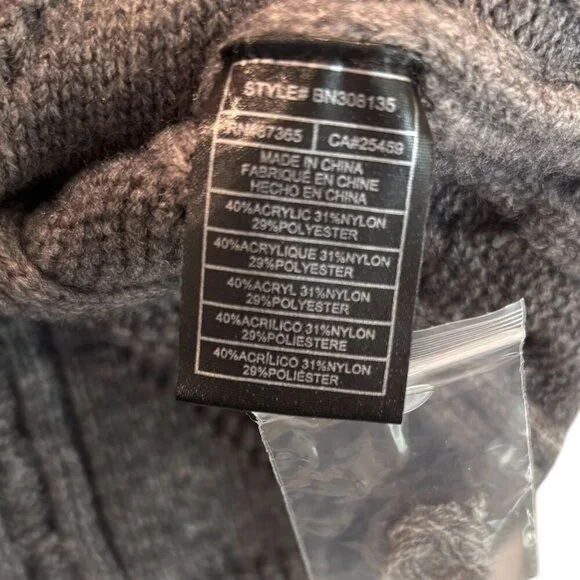 STYLE# BN306135
RN#87365 CA#25459
MADE IN CHINA
FABRIQUÉ EN CHINE
HECHO EN CHINA
40%ACRYLIC 31%NYLON
29%POLYESTER
40%ACRYLIQUE 31%NYLON
29%POLYESTER
40%ACRYL 31%NYLON
29%POLYESTER
40%ACRILICO 31%NYLON
29%POLIESTERE
40%ACRÍLICO 31%NYLON
29%POLIÉSTER